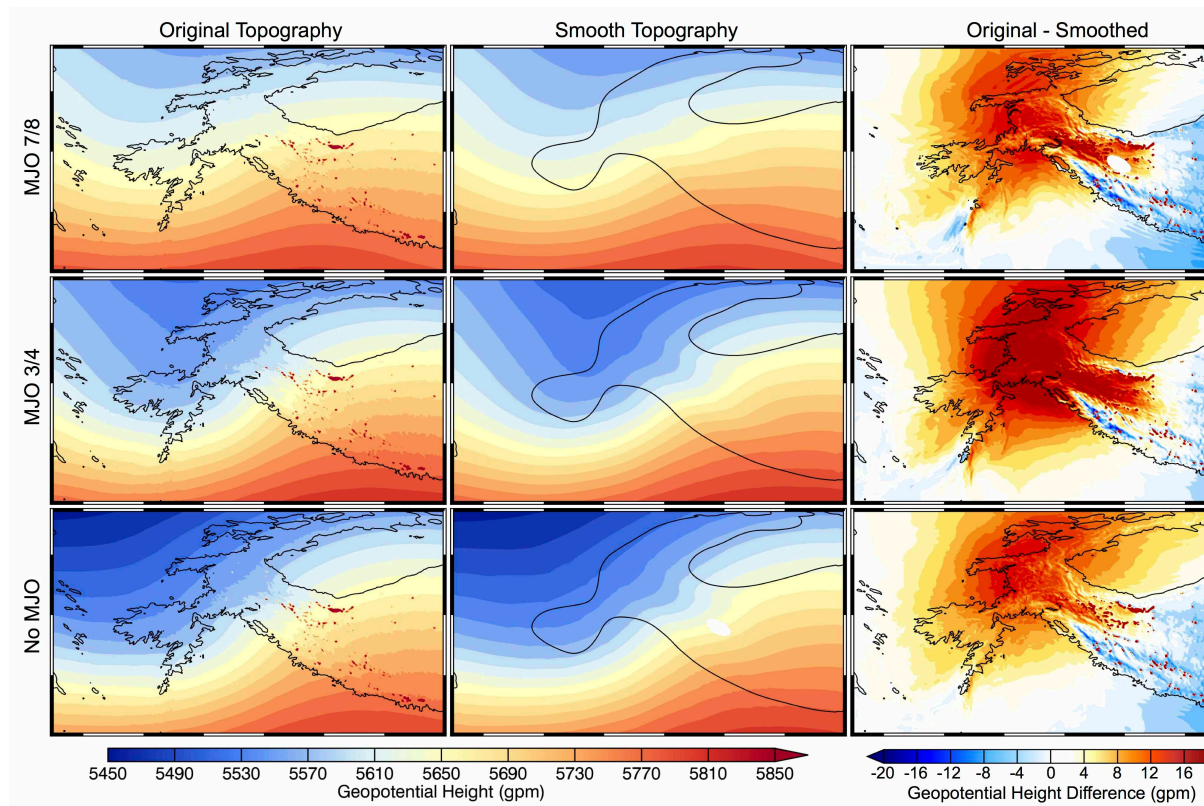 Original Topography Smooth Topography Original - Smoothed
MJO 7/8
MJO 3/4
No MJO
5450 5490 5530 5570 5610 5650 5690 5730 5770 5810 5850
Geopotential Height (gpm)
-20 -16 -12 -8 -4 0 4 8 12 16
Geopotential Height Difference (gpm)